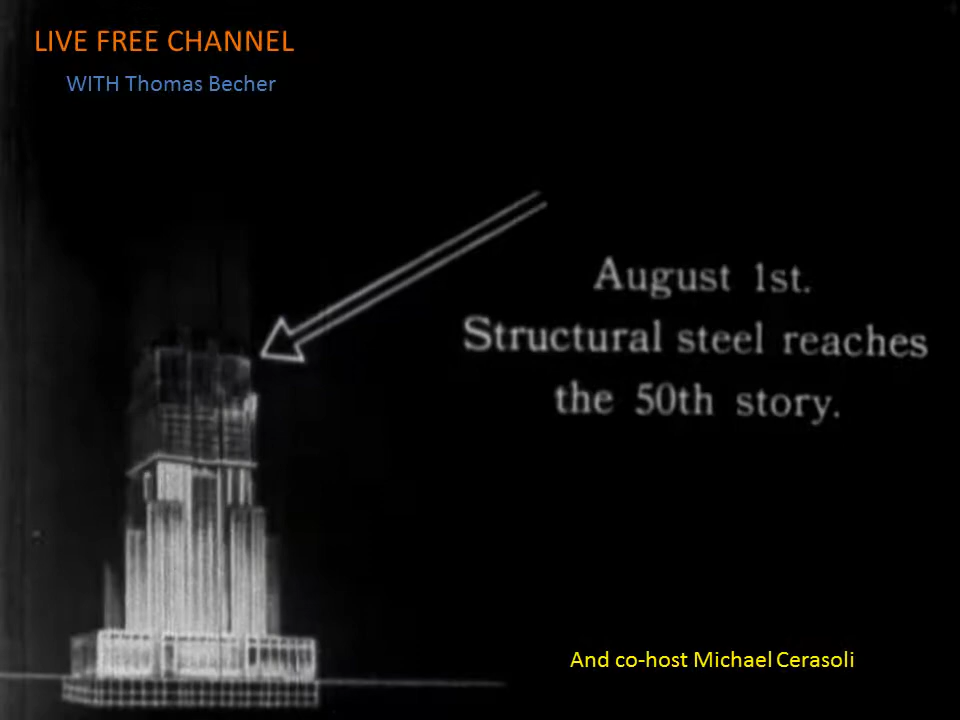 LIVE FREE CHANNEL
WITH Thomas Becher
August 1st.
Structural steel reaches
the 50th story.
And co-host Michael Cerasoli